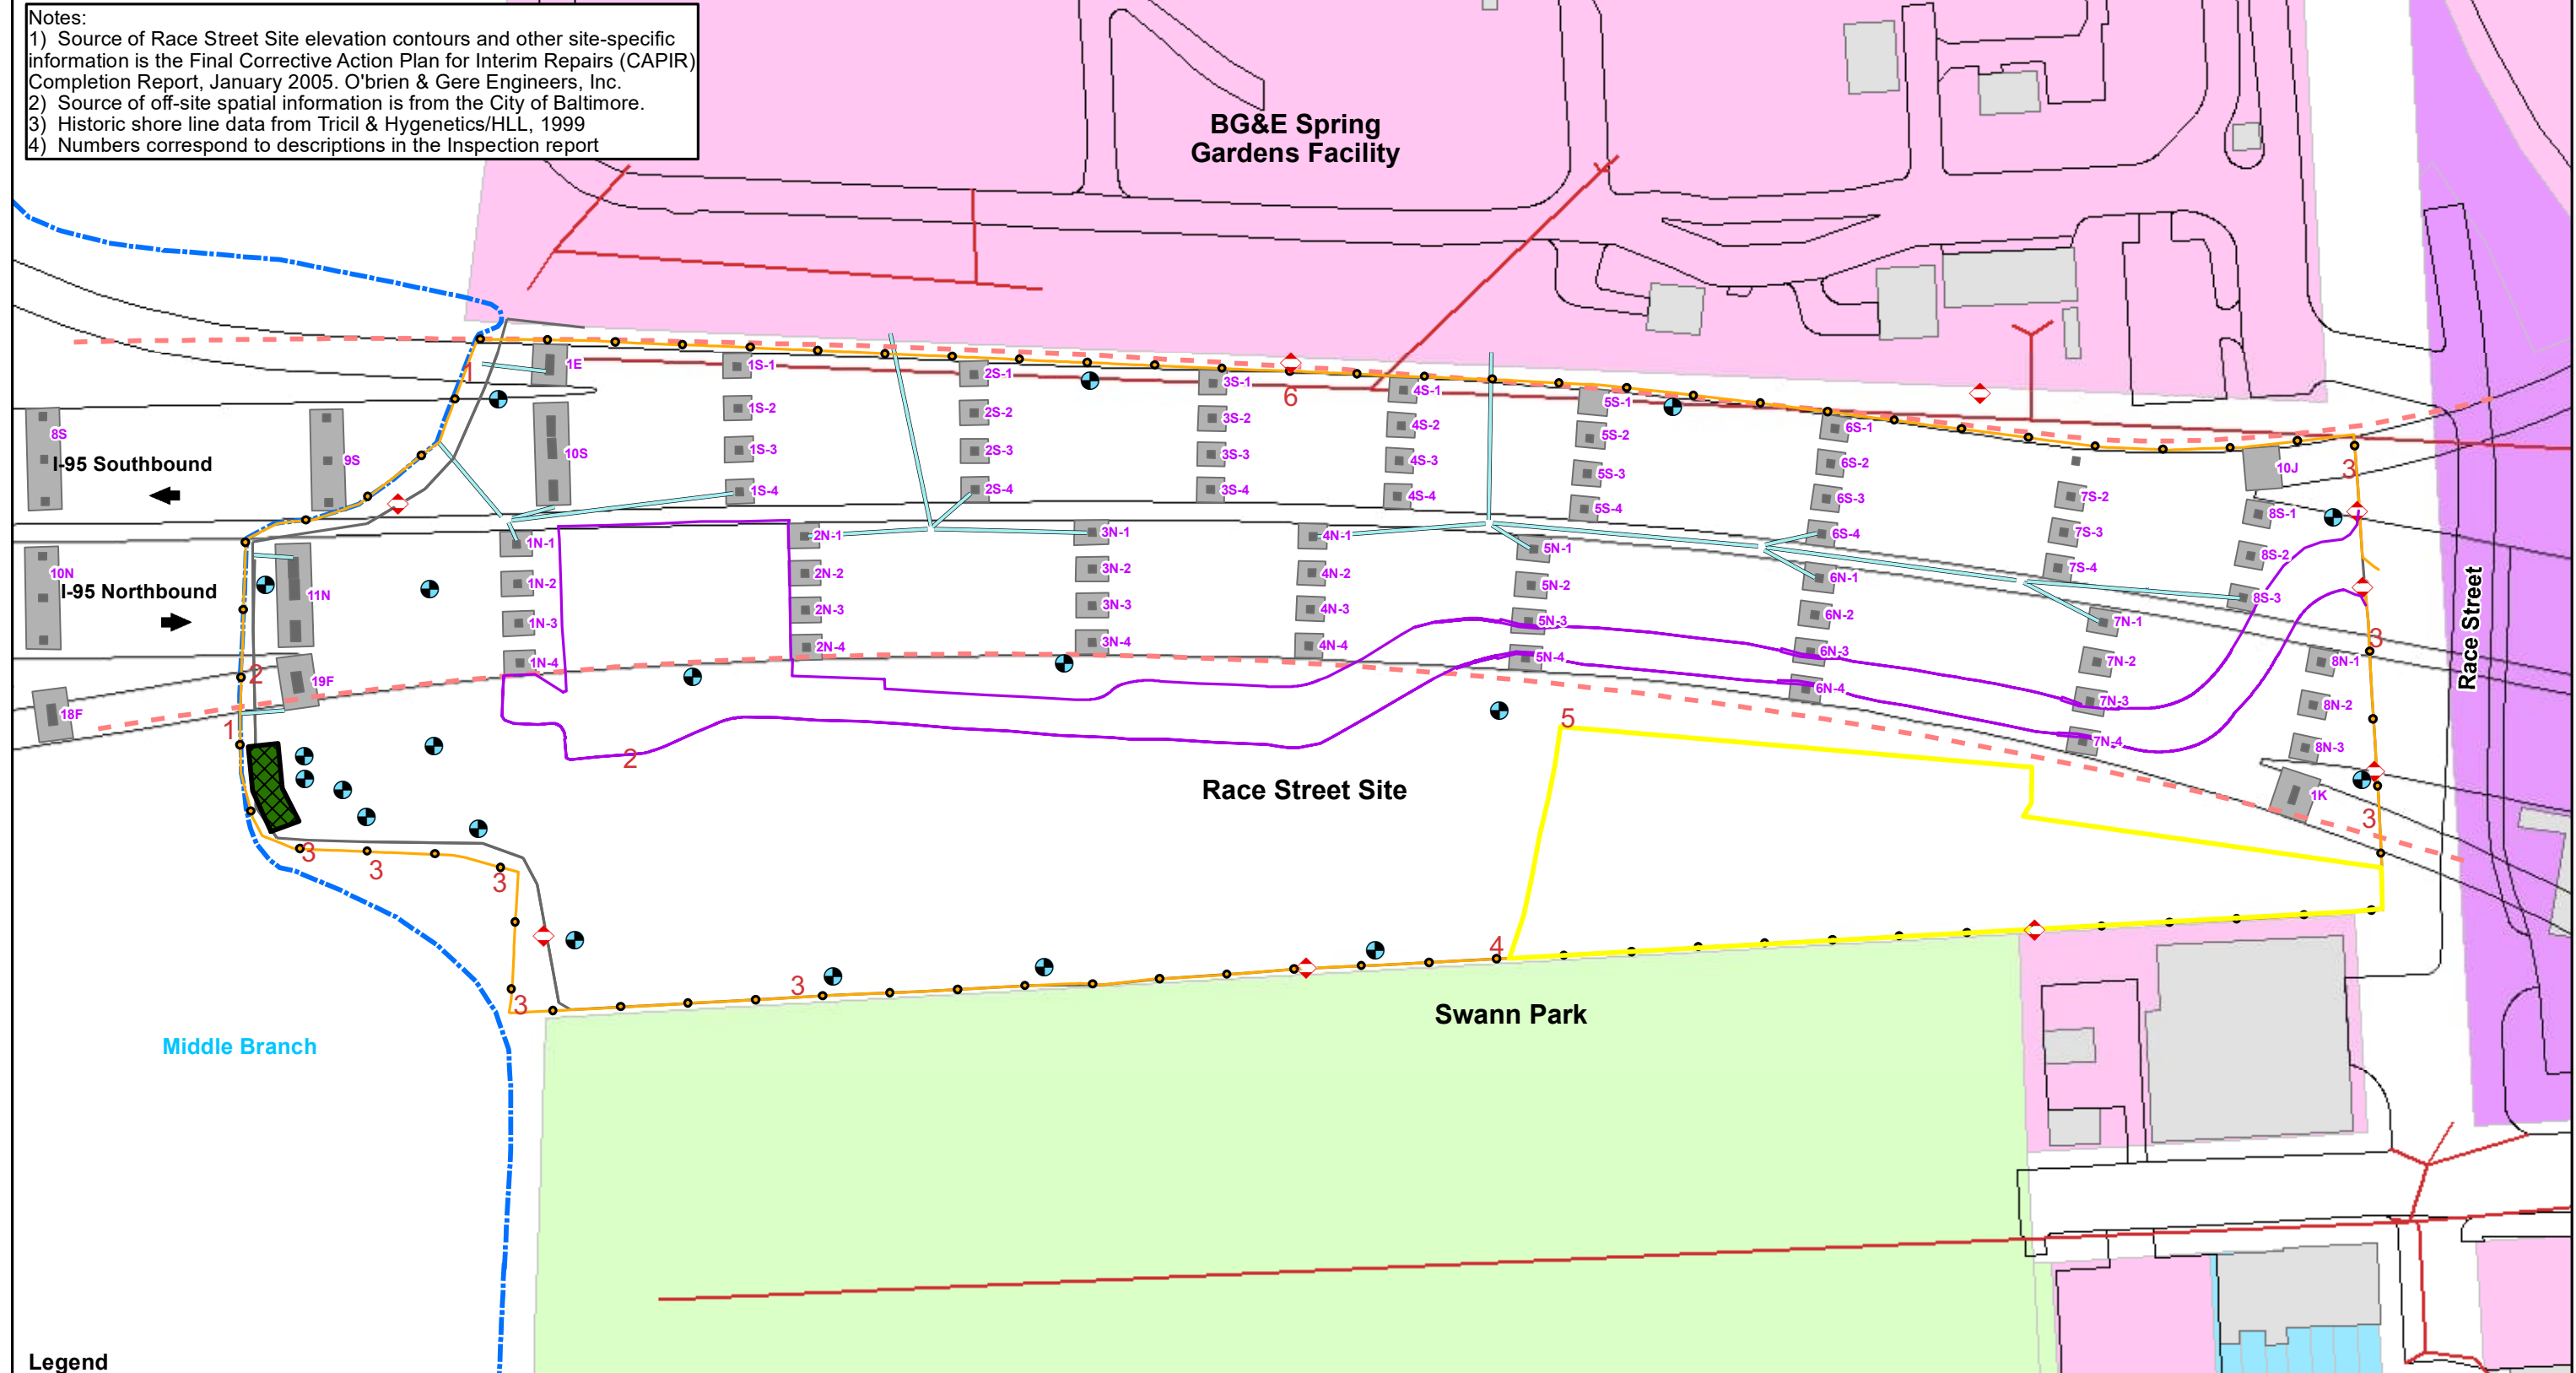 Notes:
1) Source of Race Street Site elevation contours and other site-specific
information is the Final Corrective Action Plan for Interim Repairs (CAPIR)
Completion Report, January 2005. O'brien & Gere Engineers, Inc.
2) Source of off-site spatial information is from the City of Baltimore.
3) Historic shore line data from Tricil & Hygenetics/HLL, 1999
4) Numbers correspond to descriptions in the Inspection report
BG&E Spring
Gardens Facility
1
1E
1S-1
2S-1
3S-1
6
4S-1
5S-1
6S-1
1S-2
2S-2
3S-2
4S-2
5S-2
6S-2
8S
9S
10S
1S-3
2S-3
3S-3
4S-3
5S-3
6S-3
7S-2
10J
3
I-95 Southbound
1S-4
2S-4
3S-4
4S-4
5S-4
6S-4
7S-3
8S-1
1N-1
2N-1
3N-1
4N-1
5N-1
6N-1
7S-4
8S-2
10N
11N
1N-2
2N-2
3N-2
4N-2
5N-2
6N-2
7N-1
8S-3
I-95 Northbound
1N-3
2N-3
3N-3
4N-3
5N-3
6N-3
7N-2
8N-1
3
Race Street
1N-4
2N-4
3N-4
4N-4
5N-4
6N-4
7N-3
8N-2
2
19F
18F
1
5
7N-4
8N-3
2
Race Street Site
1K
3
3
3
3
4
3
3
Swann Park
Middle Branch
Legend